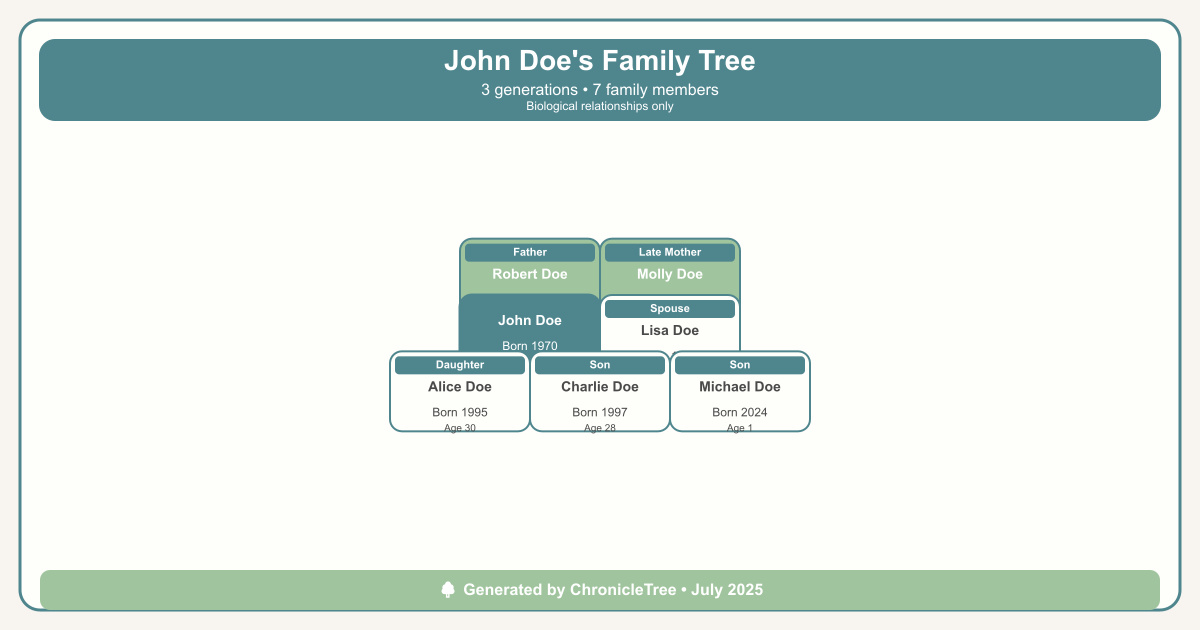 John Doe's Family Tree
3 generations • 7 family members
Biological relationships only
Father
Late Mother
Robert Doe
Molly Doe
Spouse
John Doe
Lisa Doe
Born 1970
Daughter
Son
Son
Alice Doe
Charlie Doe
Michael Doe
Born 1995
Born 1997
Born 2024
Age 30
Age 28
Age 1
Generated by ChronicleTree • July 2025